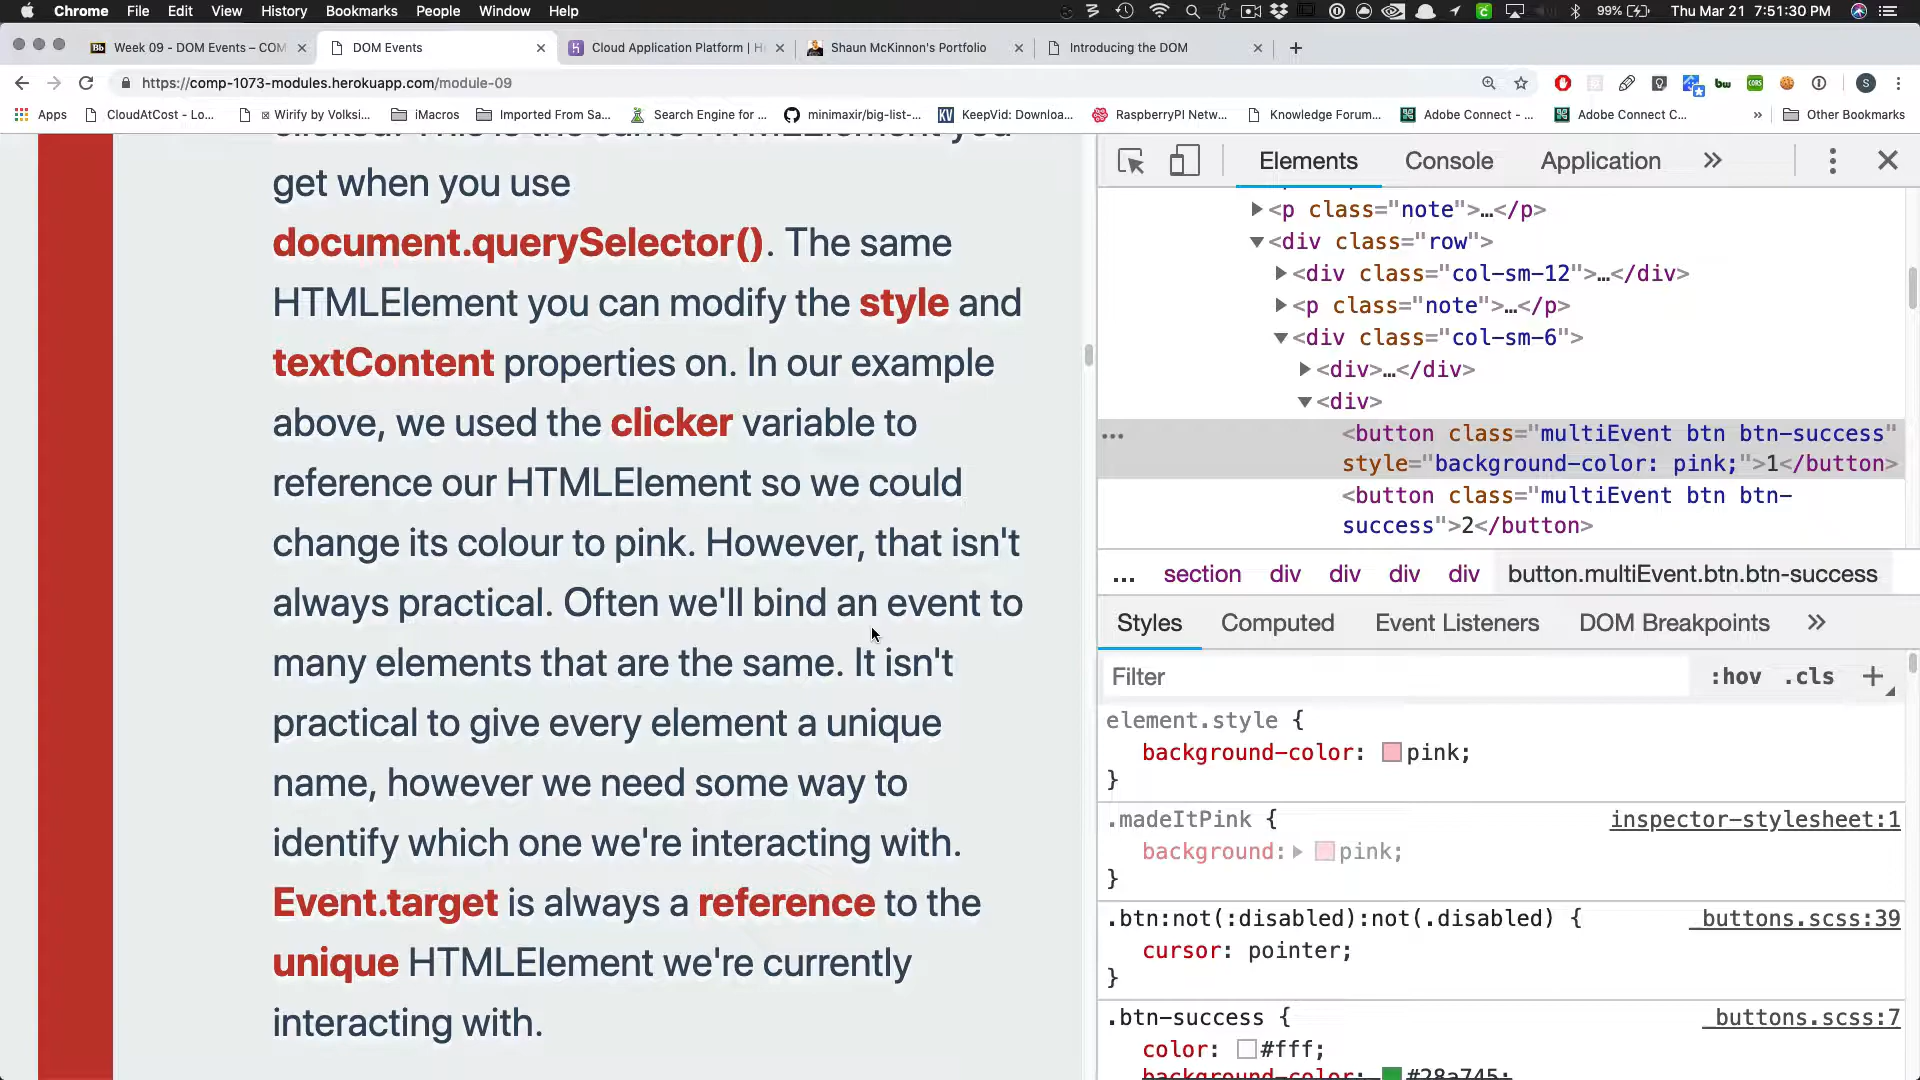 Chrome File Edit View History Bookmarks People Window Help 99% Thu Mar 21 7:51:30 PM
Week 09 - DOM Events – COM × DOM Events × Cloud Application Platform | H × Shaun McKinnon's Portfolio × Introducing the DOM × +
https://comp-1073-modules.herokuapp.com/module-09
Apps CloudAtCost - Lo... Wirify by Volksi... iMacros Imported From Sa... Search Engine for ... minimaxir/big-list-... KeepVid: Downloa... RaspberryPI Netw... Knowledge Forum... Adobe Connect - ... Adobe Connect C... » Other Bookmarks
get when you use
document.querySelector(). The same
HTMLElement you can modify the style and
textContent properties on. In our example
above, we used the clicker variable to
reference our HTMLElement so we could
change its colour to pink. However, that isn't
always practical. Often we'll bind an event to
many elements that are the same. It isn't
practical to give every element a unique
name, however we need some way to
identify which one we're interacting with.
Event.target is always a reference to the
unique HTMLElement we're currently
interacting with.
Elements Console Application »
<p class="note">…</p>
<div class="row">
<div class="col-sm-12">…</div>
<p class="note">…</p>
<div class="col-sm-6">
<div>…</div>
<div>
<button class="multiEvent btn btn-success"
style="background-color: pink;">1</button>
<button class="multiEvent btn btn-
success">2</button>
... section div div div div button.multiEvent.btn.btn-success
Styles Computed Event Listeners DOM Breakpoints »
Filter :hov .cls +
element.style {
background-color: pink;
}
.madeItPink { inspector-stylesheet:1
background: pink;
}
.btn:not(:disabled):not(.disabled) { _buttons.scss:39
cursor: pointer;
}
.btn-success { _buttons.scss:7
color: #fff;
background-color: #28a745;